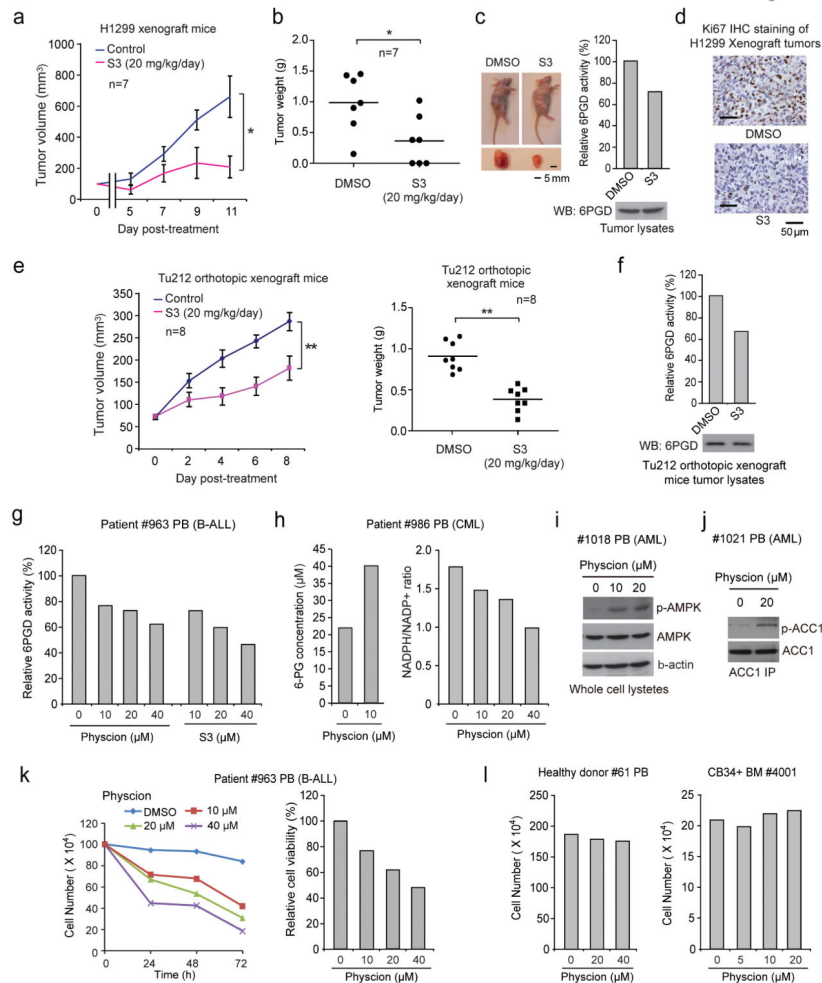 a
H1299 xenograft mice
Control
S3 (20 mg/kg/day)
n=7
Tumor volume (mm³)
1000
800
600
400
200
0
*
0 5 7 9 11
Day post-treatment
b
Tumor weight (g)
2.0
1.5
1.0
0.5
0.0
*
n=7
DMSO S3
(20 mg/kg/day)
c
DMSO S3
5 mm
Relative 6PGD activity (%)
120
100
80
60
40
20
0
DMSO
S3
WB: 6PGD
Tumor lysates
d
Ki67 IHC staining of
H1299 Xenograft tumors
DMSO
S3
50µm
e
Tu212 orthotopic xenograft mice
Control
S3 (20 mg/kg/day)
n=8
Tumor volume (mm³)
350
300
250
200
150
100
50
0
**
0 2 4 6 8
Day post-treatment
Tu212 orthotopic
xenograft mice
n=8
**
Tumor weight (g)
1.5
1.0
0.5
0.0
DMSO S3
(20 mg/kg/day)
f
Relative 6PGD activity (%)
120
100
80
60
40
20
0
DMSO
S3
WB: 6PGD
Tu212 orthotopic xenograft
mice tumor lysates
g
Patient #963 PB (B-ALL)
Relative 6PGD activity (%)
120
100
80
60
40
20
0
0 10 20 40 10 20 40
Physcion (µM) S3 (µM)
h
Patient #986 PB (CML)
6-PG concentration (µM)
45
40
35
30
25
20
15
10
5
0
0 10
Physcion (µM)
NADPH/NADP+ ratio
2.0
1.5
1.0
0.5
0
0 10 20 40
Physcion (µM)
i
#1018 PB (AML)
Physcion (µM)
0 10 20
p-AMPK
AMPK
b-actin
Whole cell lystetes
j
#1021 PB (AML)
Physcion (µM)
0 20
p-ACC1
ACC1
ACC1 IP
k
Patient #963 PB (B-ALL)
Physcion
DMSO
10 µM
20 µM
40 µM
Cell Number ( X 10⁴)
120
100
80
60
40
20
0
0 24 48 72
Time (h)
Relative cell viability (%)
120
100
80
60
40
20
0
0 10 20 40
Physcion (µM)
l
Healthy donor #61 PB
Cell Number ( X 10⁴)
250
200
150
100
50
0
0 20 40
Physcion (µM)
CB34+ BM #4001
Cell Number ( X 10⁴)
25
20
15
10
5
0
0 5 10 20
Physcion (µM)